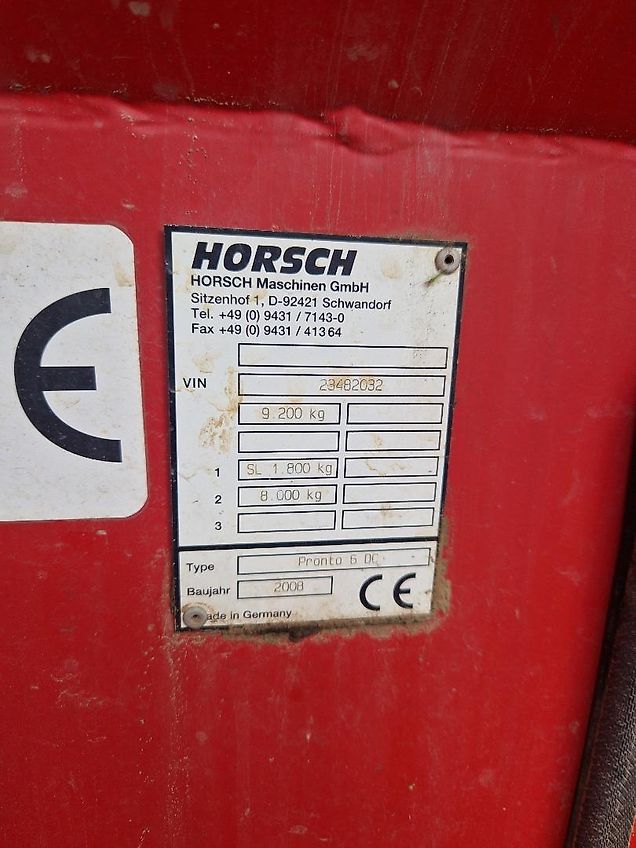 HORSCH
HORSCH Maschinen GmbH
Sitzenhof 1, D-92421 Schwandorf
Tel. +49 (0) 9431 / 7143-0
Fax +49 (0) 9431 / 413 64
VIN 23482032
9.200 kg
1 SL 1.800 kg
2 8.000 kg
3
Type Pronto 6 DC
Baujahr 2008 CE
ade in Germany
CE